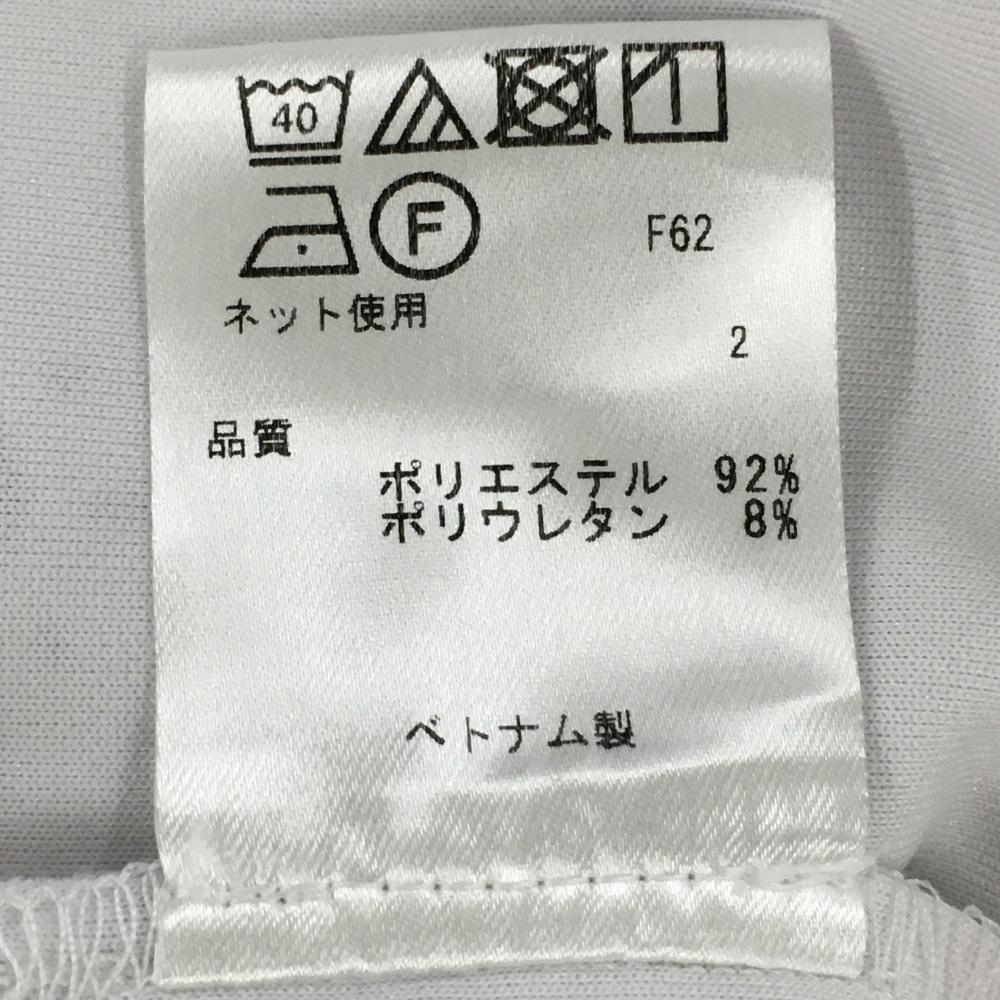 40
F F62
ネット使用
2
品質
ポリエステル 92%
ポリウレタン 8%
ベトナム製